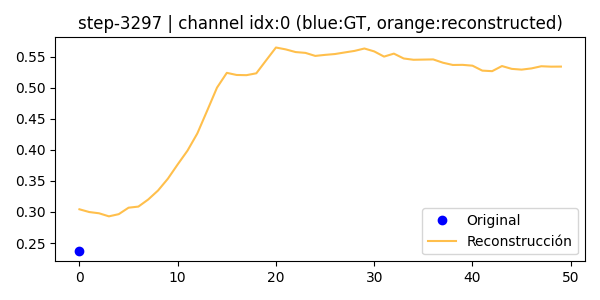 step-3297 | channel idx:0 (blue:GT, orange:reconstructed)
0.55
0.50
0.45
0.40
0.35
0.30
0.25
0 10 20 30 40 50
Original
Reconstrucción